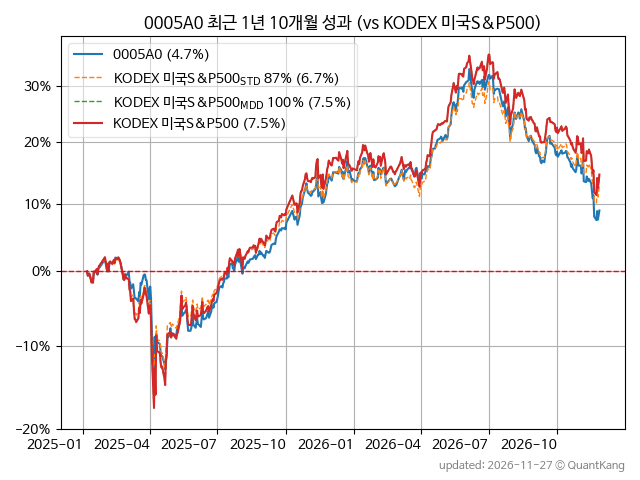 0005A0 최근 1년 10개월 성과 (vs KODEX 미국S&P500)
0005A0 (4.7%)
KODEX 미국S&P500STD 87% (6.7%)
KODEX 미국S&P500MDD 100% (7.5%)
KODEX 미국S&P500 (7.5%)
30%
20%
10%
0%
−10%
−20%
2025-01 2025-04 2025-07 2025-10 2026-01 2026-04 2026-07 2026-10
updated: 2026-11-27 © QuantKang